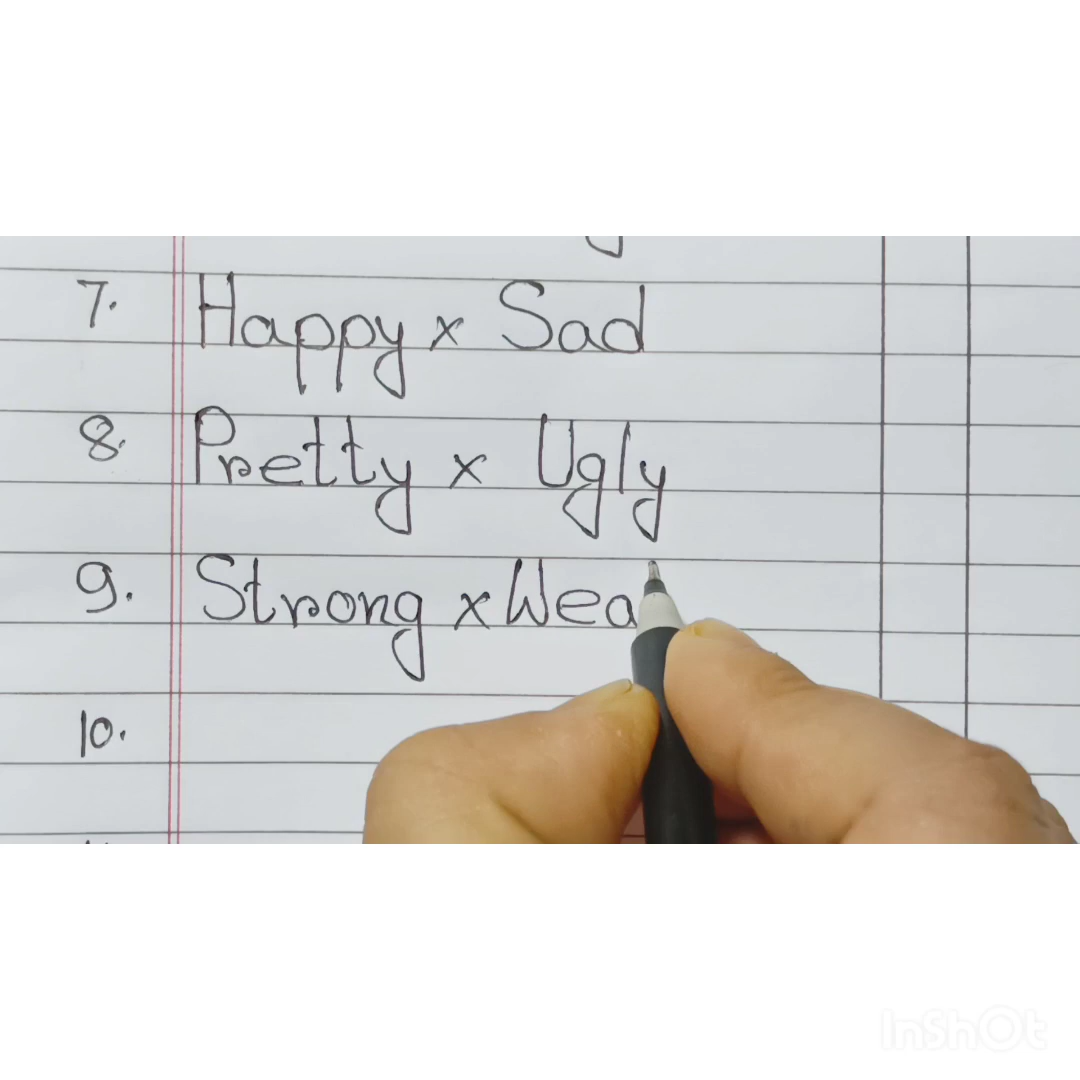 7. Happy x Sad
8. Pretty x Ugly
9. Strong x Wea
10.
InShOt